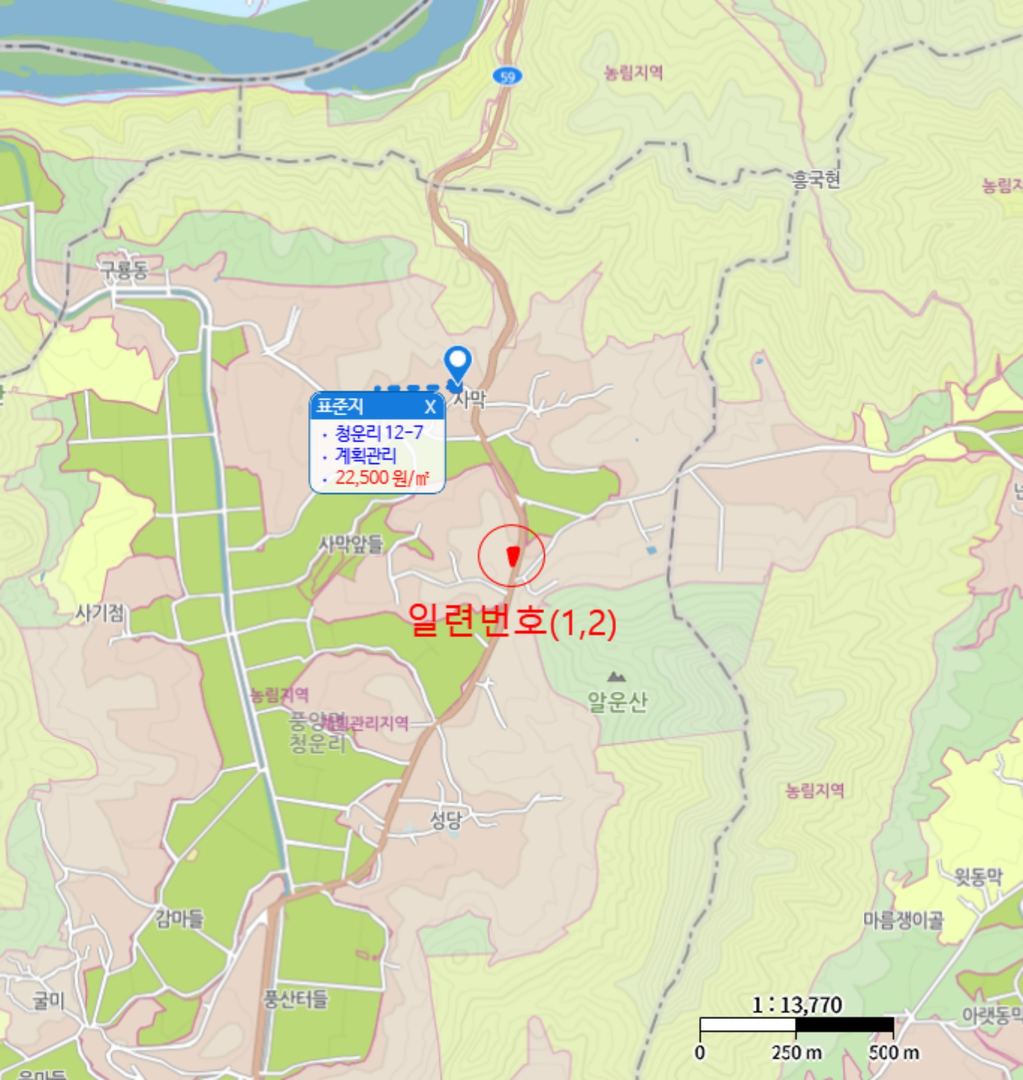 59
농림지역
흥국현
농림지
구룡동
사막
표준지 X
· 청운리 12-7
· 계획관리
· 22,500 원/㎡
사막앞들
사기점
일련번호(1,2)
알운산
농림지역
계획관리지역
풍양면
청운리
농림지역
성당
윗동막
마름쟁이골
감마들
굴미
풍산터들
아랫동막
1 : 13,770
0 250 m 500 m